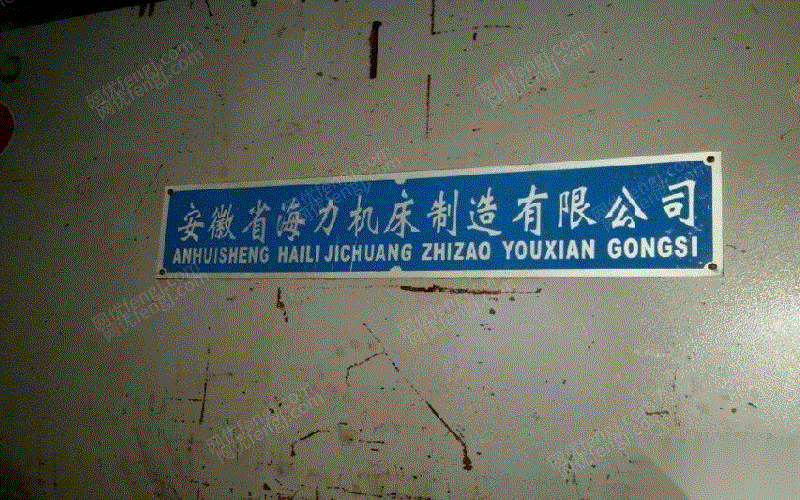 安徽省海力机床制造有限公司
ANHUISHENG HAILI JICHUANG ZHIZAO YOUXIAN GONGSI